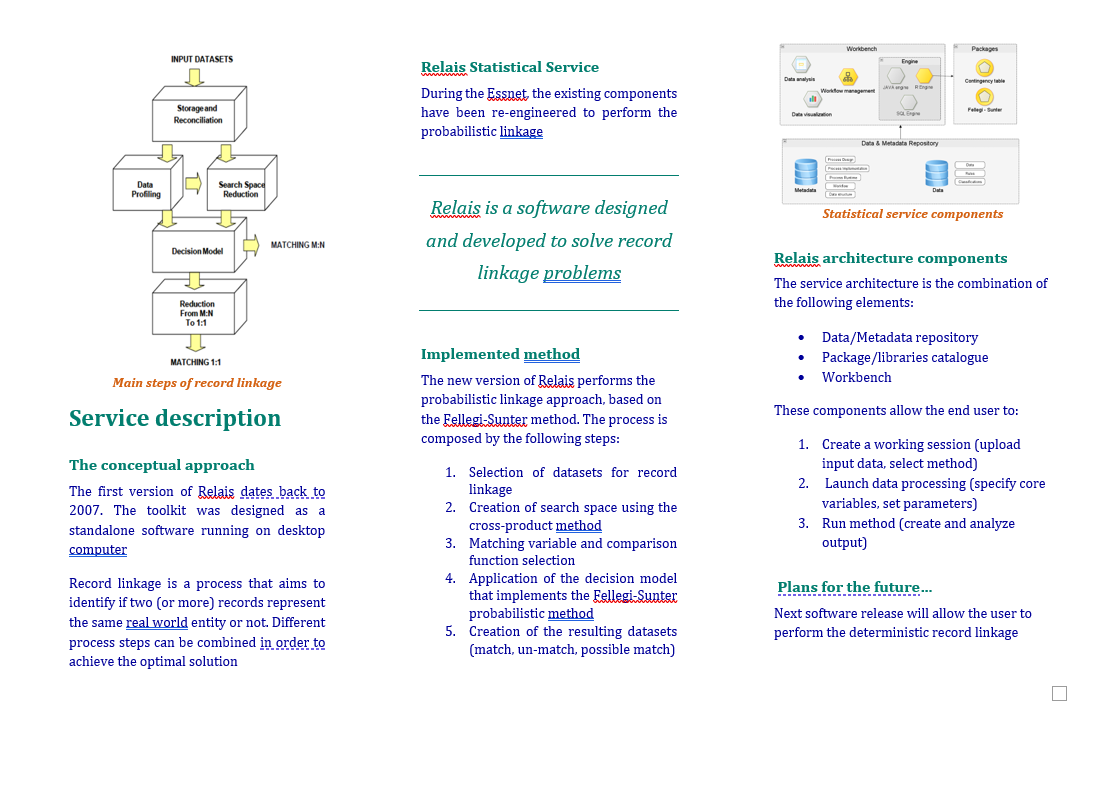 INPUT DATASETS
Storage and
Reconciliation
Data
Profiling
Search Space
Reduction
Decision Model
MATCHING M:N
Reduction
From M:N
To 1:1
MATCHING 1:1
Main steps of record linkage
Service description
The conceptual approach
The first version of Relais dates back to
2007. The toolkit was designed as a
standalone software running on desktop
computer
Record linkage is a process that aims to
identify if two (or more) records represent
the same real world entity or not. Different
process steps can be combined in order to
achieve the optimal solution
Relais Statistical Service
During the Essnet, the existing components
have been re-engineered to perform the
probabilistic linkage
Relais is a software designed
and developed to solve record
linkage problems
Implemented method
The new version of Relais performs the
probabilistic linkage approach, based on
the Fellegi-Sunter method. The process is
composed by the following steps:
1. Selection of datasets for record
linkage
2. Creation of search space using the
cross-product method
3. Matching variable and comparison
function selection
4. Application of the decision model
that implements the Fellegi-Sunter
probabilistic method
5. Creation of the resulting datasets
(match, un-match, possible match)
Workbench
Data analysis
Workflow management
Data visualization
Engine
JAVA engine
R Engine
SQL Engine
Packages
Contingency table
Fellegi - Sunter
Data & Metadata Repository
Metadata
Process Design
Process Implementation
Process Runtime
Workflow
Data structure
Data
Data
Rules
Classifications
Statistical service components
Relais architecture components
The service architecture is the combination of
the following elements:
• Data/Metadata repository
• Package/libraries catalogue
• Workbench
These components allow the end user to:
1. Create a working session (upload
input data, select method)
2. Launch data processing (specify core
variables, set parameters)
3. Run method (create and analyze
output)
Plans for the future…
Next software release will allow the user to
perform the deterministic record linkage